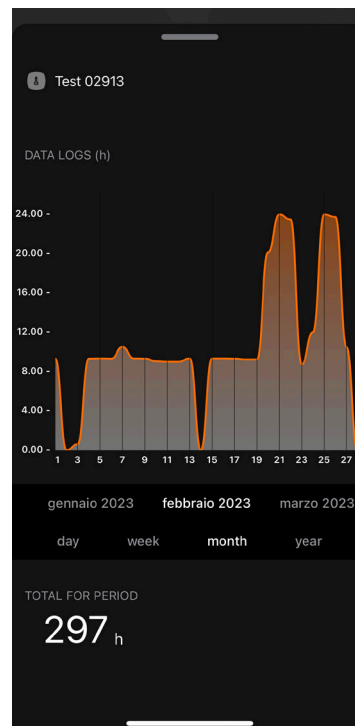 Test 02913
DATA LOGS (h)
24.00 -
20.00 -
16.00 -
12.00 -
8.00 -
4.00 -
0.00 -
1 3 5 7 9 11 13 15 17 19 21 23 25 27
gennaio 2023 febbraio 2023 marzo 2023
day week month year
TOTAL FOR PERIOD
297 h